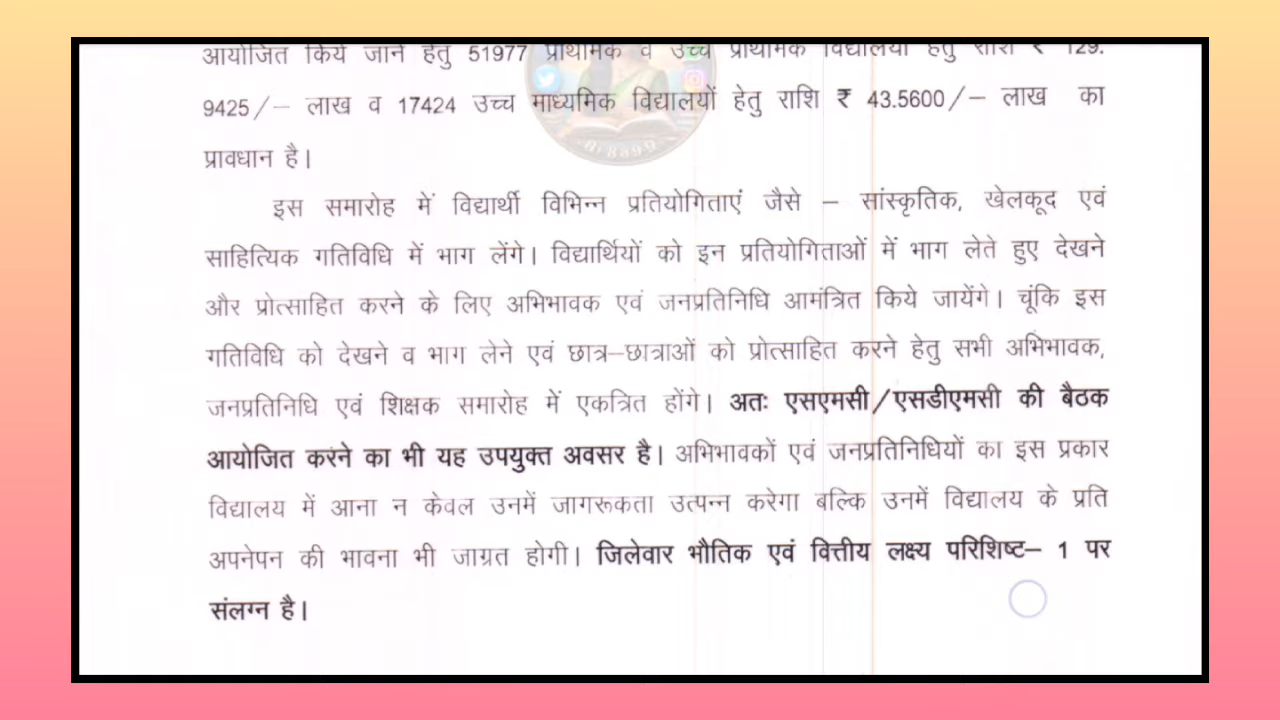 आयोजित किये जाने हेतु 51977 प्राथमिक व उच्च प्राथमिक विद्यालयों हेतु राशि ₹ 129.
9425/– लाख व 17424 उच्च माध्यमिक विद्यालयों हेतु राशि ₹ 43.5600/– लाख का
प्रावधान है।
इस समारोह में विद्यार्थी विभिन्न प्रतियोगिताएं जैसे – सांस्कृतिक, खेलकूद एवं
साहित्यिक गतिविधि में भाग लेंगे। विद्यार्थियों को इन प्रतियोगिताओं में भाग लेते हुए देखने
और प्रोत्साहित करने के लिए अभिभावक एवं जनप्रतिनिधि आमंत्रित किये जायेंगे। चूंकि इस
गतिविधि को देखने व भाग लेने एवं छात्र–छात्राओं को प्रोत्साहित करने हेतु सभी अभिभावक,
जनप्रतिनिधि एवं शिक्षक समारोह में एकत्रित होंगे। अतः एसएमसी/एसडीएमसी की बैठक
आयोजित करने का भी यह उपयुक्त अवसर है। अभिभावकों एवं जनप्रतिनिधियों का इस प्रकार
विद्यालय में आना न केवल उनमें जागरूकता उत्पन्न करेगा बल्कि उनमें विद्यालय के प्रति
अपनेपन की भावना भी जाग्रत होगी। जिलेवार भौतिक एवं वित्तीय लक्ष्य परिशिष्ट– 1 पर
संलग्न है।